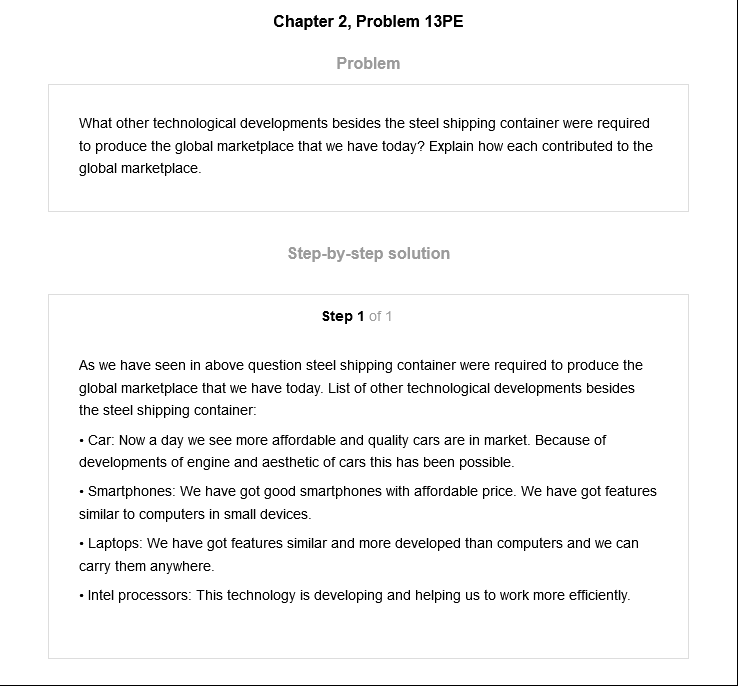 Chapter 2, Problem 13PE
Problem
What other technological developments besides the steel shipping container were required
to produce the global marketplace that we have today? Explain how each contributed to the
global marketplace.
Step-by-step solution
Step 1 of 1
As we have seen in above question steel shipping container were required to produce the
global marketplace that we have today. List of other technological developments besides
the steel shipping container:
• Car: Now a day we see more affordable and quality cars are in market. Because of
developments of engine and aesthetic of cars this has been possible.
• Smartphones: We have got good smartphones with affordable price. We have got features
similar to computers in small devices.
• Laptops: We have got features similar and more developed than computers and we can
carry them anywhere.
• Intel processors: This technology is developing and helping us to work more efficiently.